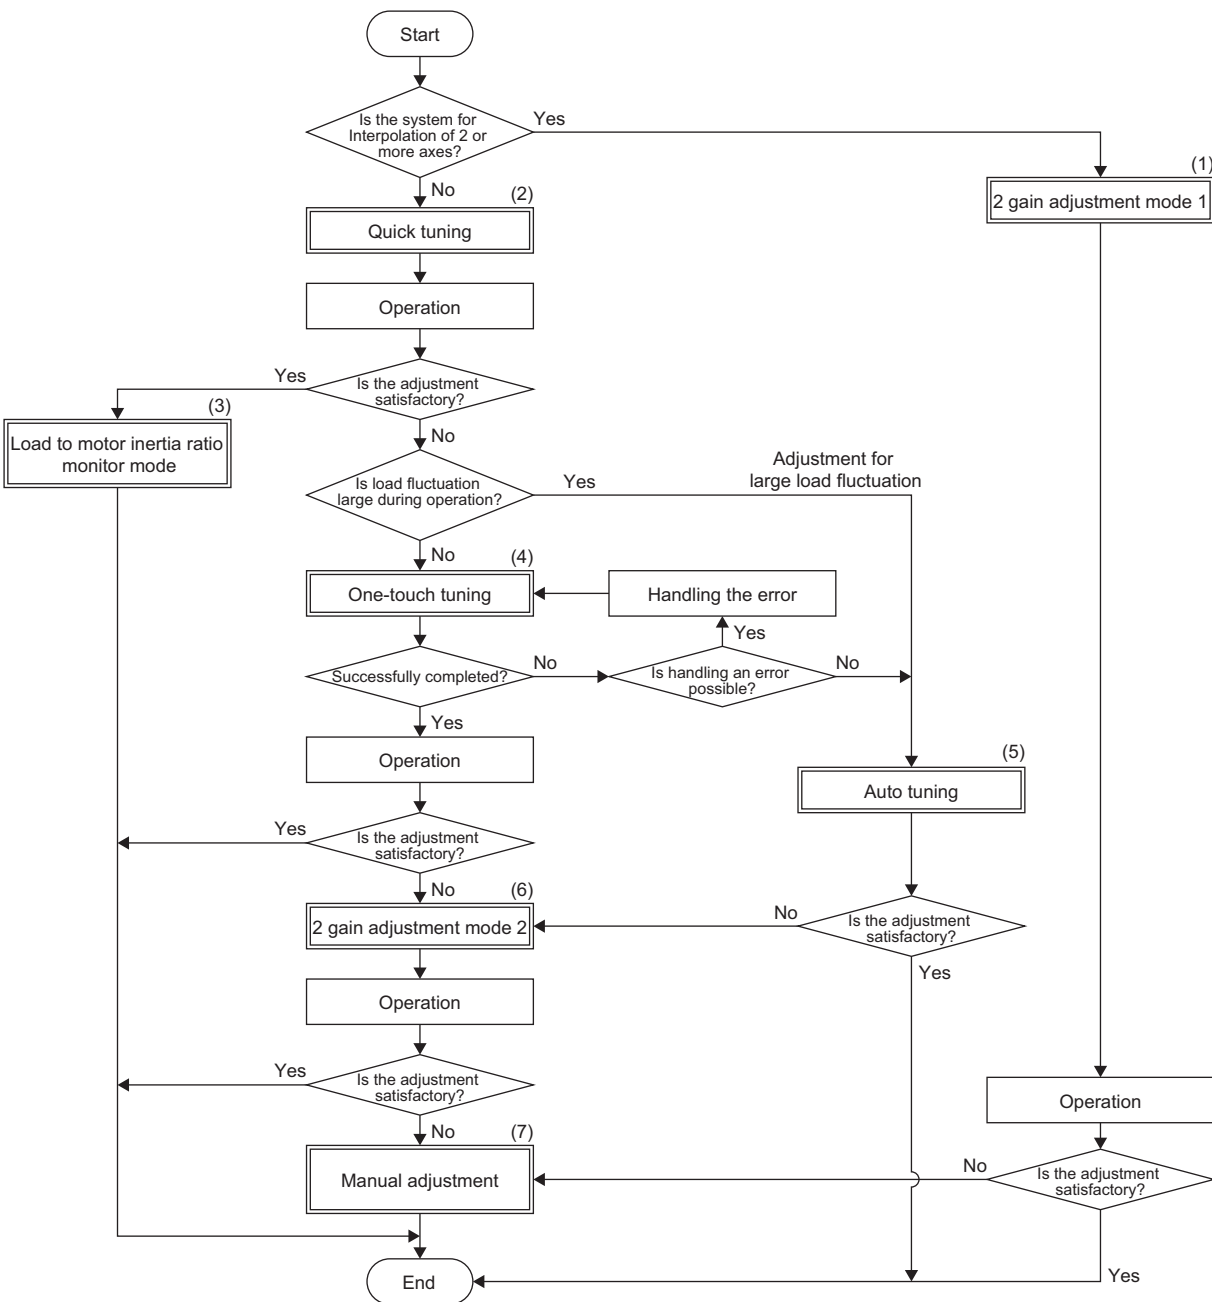 Start
Is the system for
Interpolation of 2 or
more axes?
Yes
(1)
2 gain adjustment mode 1
No
(2)
Quick tuning
Operation
Yes
Is the adjustment
satisfactory?
(3)
Load to motor inertia ratio
monitor mode
No
Is load fluctuation
large during operation?
Yes
Adjustment for
large load fluctuation
No
(4)
One-touch tuning
Handling the error
Yes
Successfully completed?
No
Is handling an error
possible?
No
Yes
Operation
(5)
Auto tuning
Yes
Is the adjustment
satisfactory?
No
(6)
2 gain adjustment mode 2
No
Is the adjustment
satisfactory?
Yes
Operation
Yes
Is the adjustment
satisfactory?
Operation
No
(7)
Manual adjustment
No
Is the adjustment
satisfactory?
Yes
End